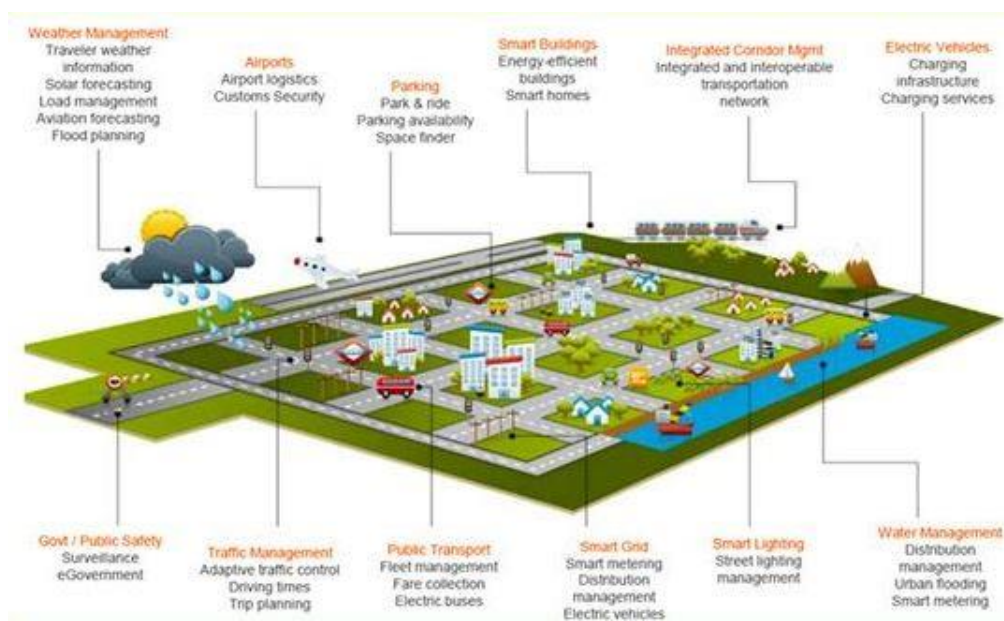 Weather Management
Traveler weather
information
Solar forecasting
Load management
Aviation forecasting
Flood planning
Airports
Airport logistics
Customs Security
Parking
Park & ride
Parking availability
Space finder
Smart Buildings
Energy-efficient
buildings
Smart homes
Integrated Corridor Mgmt
Integrated and interoperable
transportation
network
Electric Vehicles
Charging
infrastructure
Charging services
Govt / Public Safety
Surveillance
eGovernment
Traffic Management
Adaptive traffic control
Driving times
Trip planning
Public Transport
Fleet management
Fare collection
Electric buses
Smart Grid
Smart metering
Distribution
management
Electric vehicles
Smart Lighting
Street lighting
management
Water Management
Distribution
management
Urban flooding
Smart metering